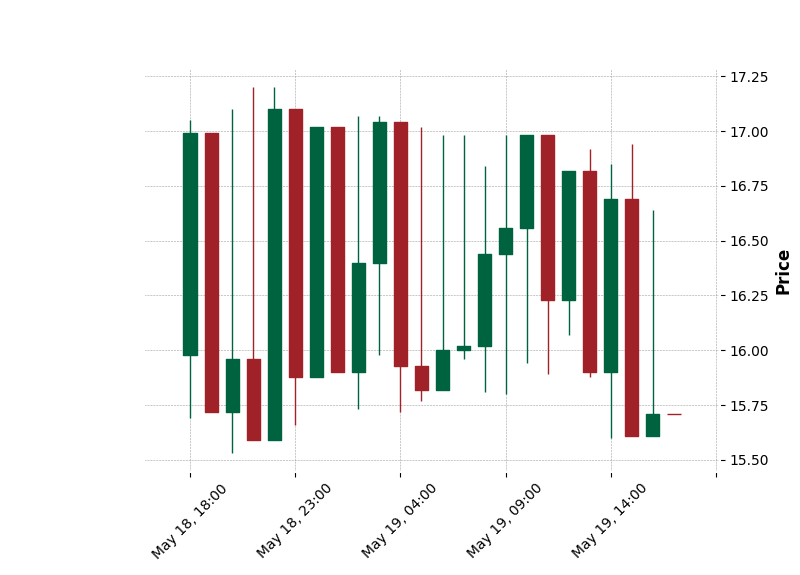 17.25
17.00
16.75
16.50
16.25
16.00
15.75
15.50
Price
May 18, 18:00
May 18, 23:00
May 19, 04:00
May 19, 09:00
May 19, 14:00